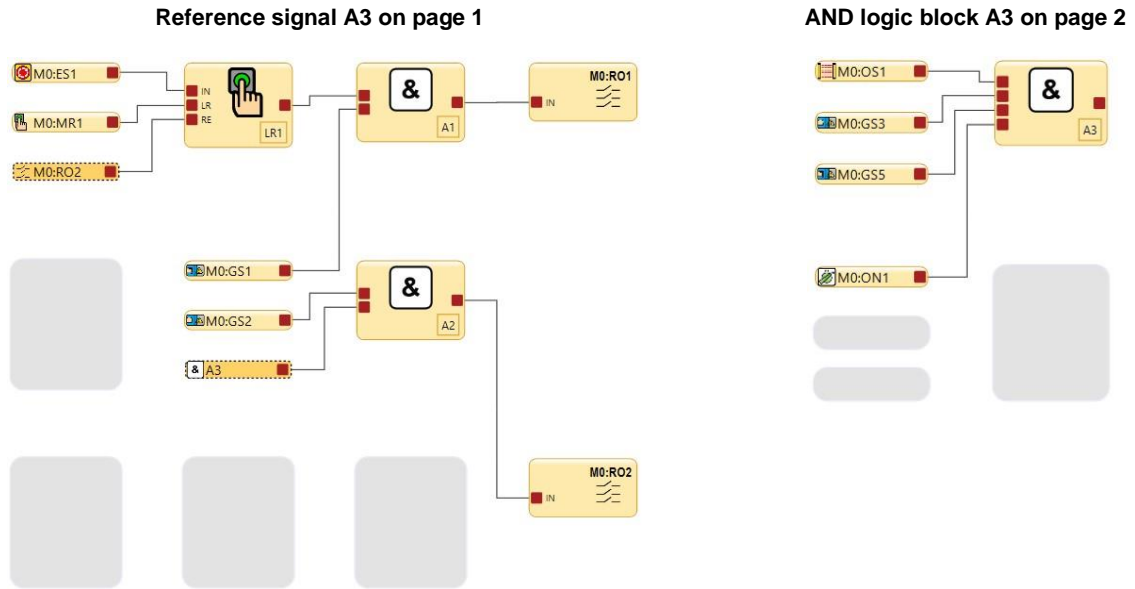 Reference signal A3 on page 1
AND logic block A3 on page 2
M0:ES1
M0:MR1
M0:RO2
IN
LR
RE
LR1
&
A1
M0:RO1
IN
M0:GS1
M0:GS2
& A3
&
A2
M0:RO2
IN
M0:OS1
M0:GS3
M0:GS5
M0:ON1
&
A3